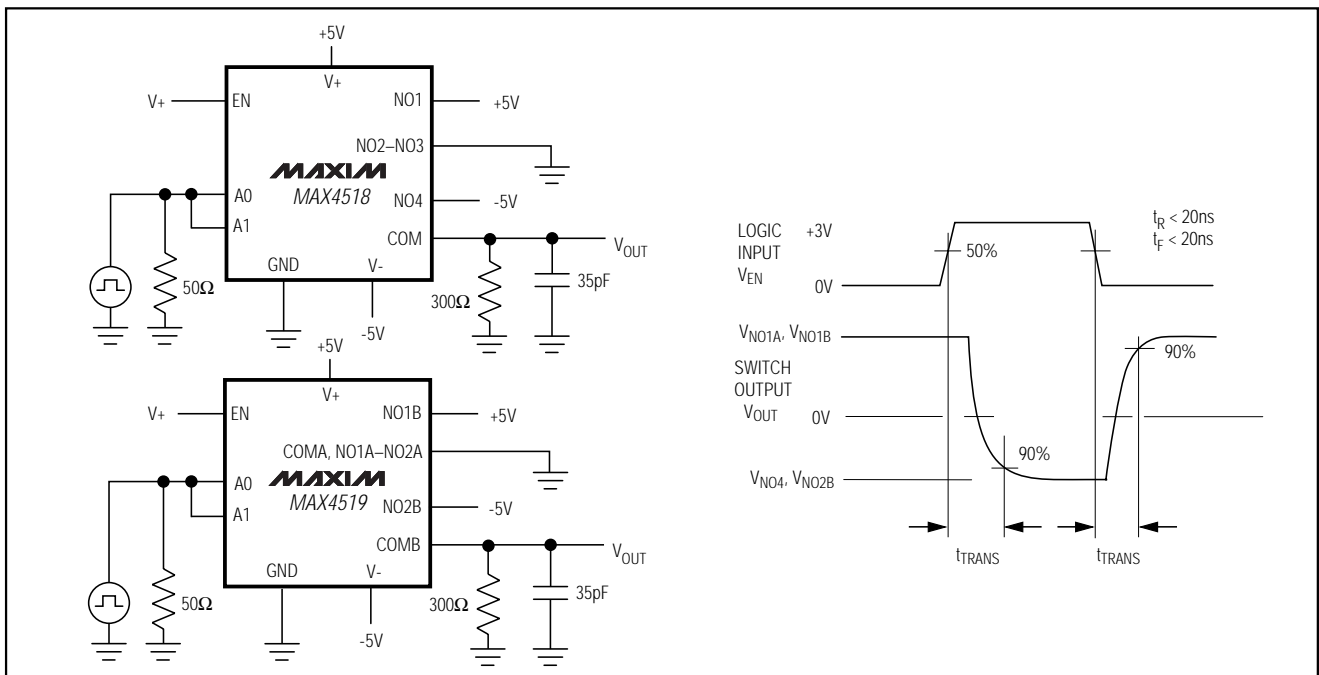 +5V
V+
V+ EN NO1 +5V
NO2–NO3
MAXIM
MAX4518
A0 NO4 -5V
A1 COM VOUT
GND V-
50Ω 300Ω 35pF
-5V
+5V
V+
V+ EN NO1B +5V
COMA, NO1A–NO2A
MAXIM
MAX4519
A0 NO2B -5V
A1 COMB VOUT
GND V-
50Ω 300Ω 35pF
-5V
LOGIC
INPUT
VEN
+3V
0V
50%
tR < 20ns
tF < 20ns
VNO1A, VNO1B
SWITCH
OUTPUT
VOUT 0V
90%
90%
VNO4, VNO2B
tTRANS tTRANS